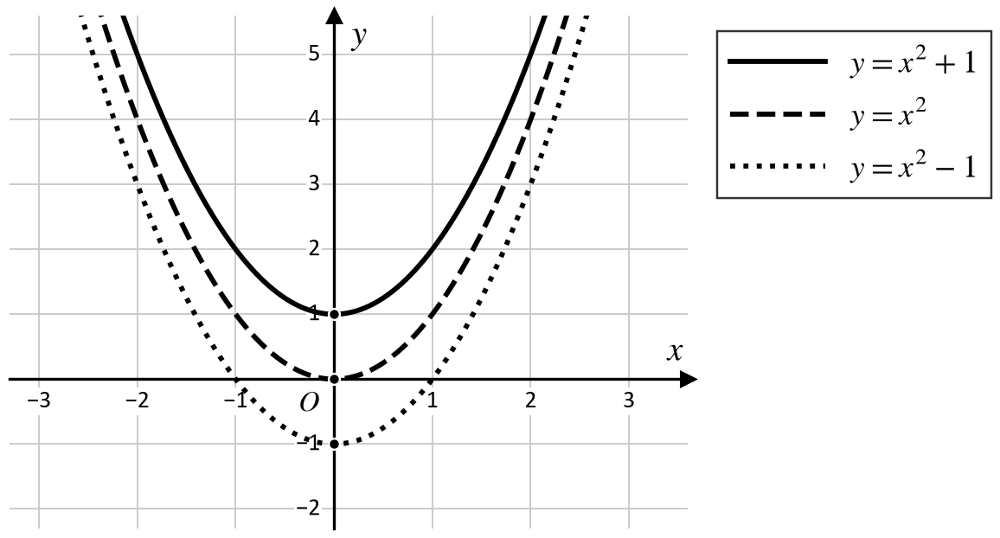 y
5
4
3
2
1
x
−3 −2 −1 O 1 2 3
−1
−2
y = x² + 1
y = x²
y = x² − 1